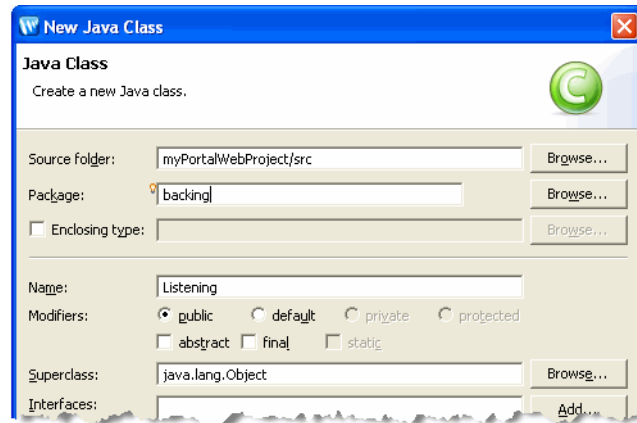 New Java Class
Java Class
Create a new Java class.
Source folder: myPortalWebProject/src Browse...
Package: backing Browse...
Enclosing type: Browse...
Name: Listening
Modifiers: public default private protected
abstract final static
Superclass: java.lang.Object Browse...
Interfaces: Add...